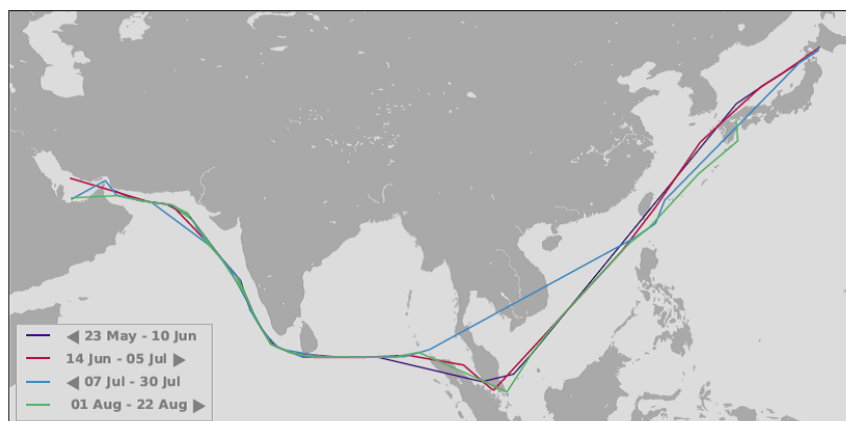 ◀ 23 May - 10 Jun
14 Jun - 05 Jul ▶
◀ 07 Jul - 30 Jul
01 Aug - 22 Aug ▶